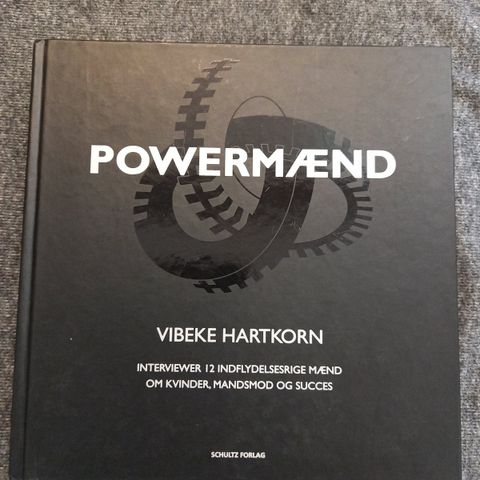 POWERMÆND
VIBEKE HARTKORN
INTERVIEWER 12 INDFLYDELSESRIGE MÆND
OM KVINDER, MANDSMOD OG SUCCES
SCHULTZ FORLAG